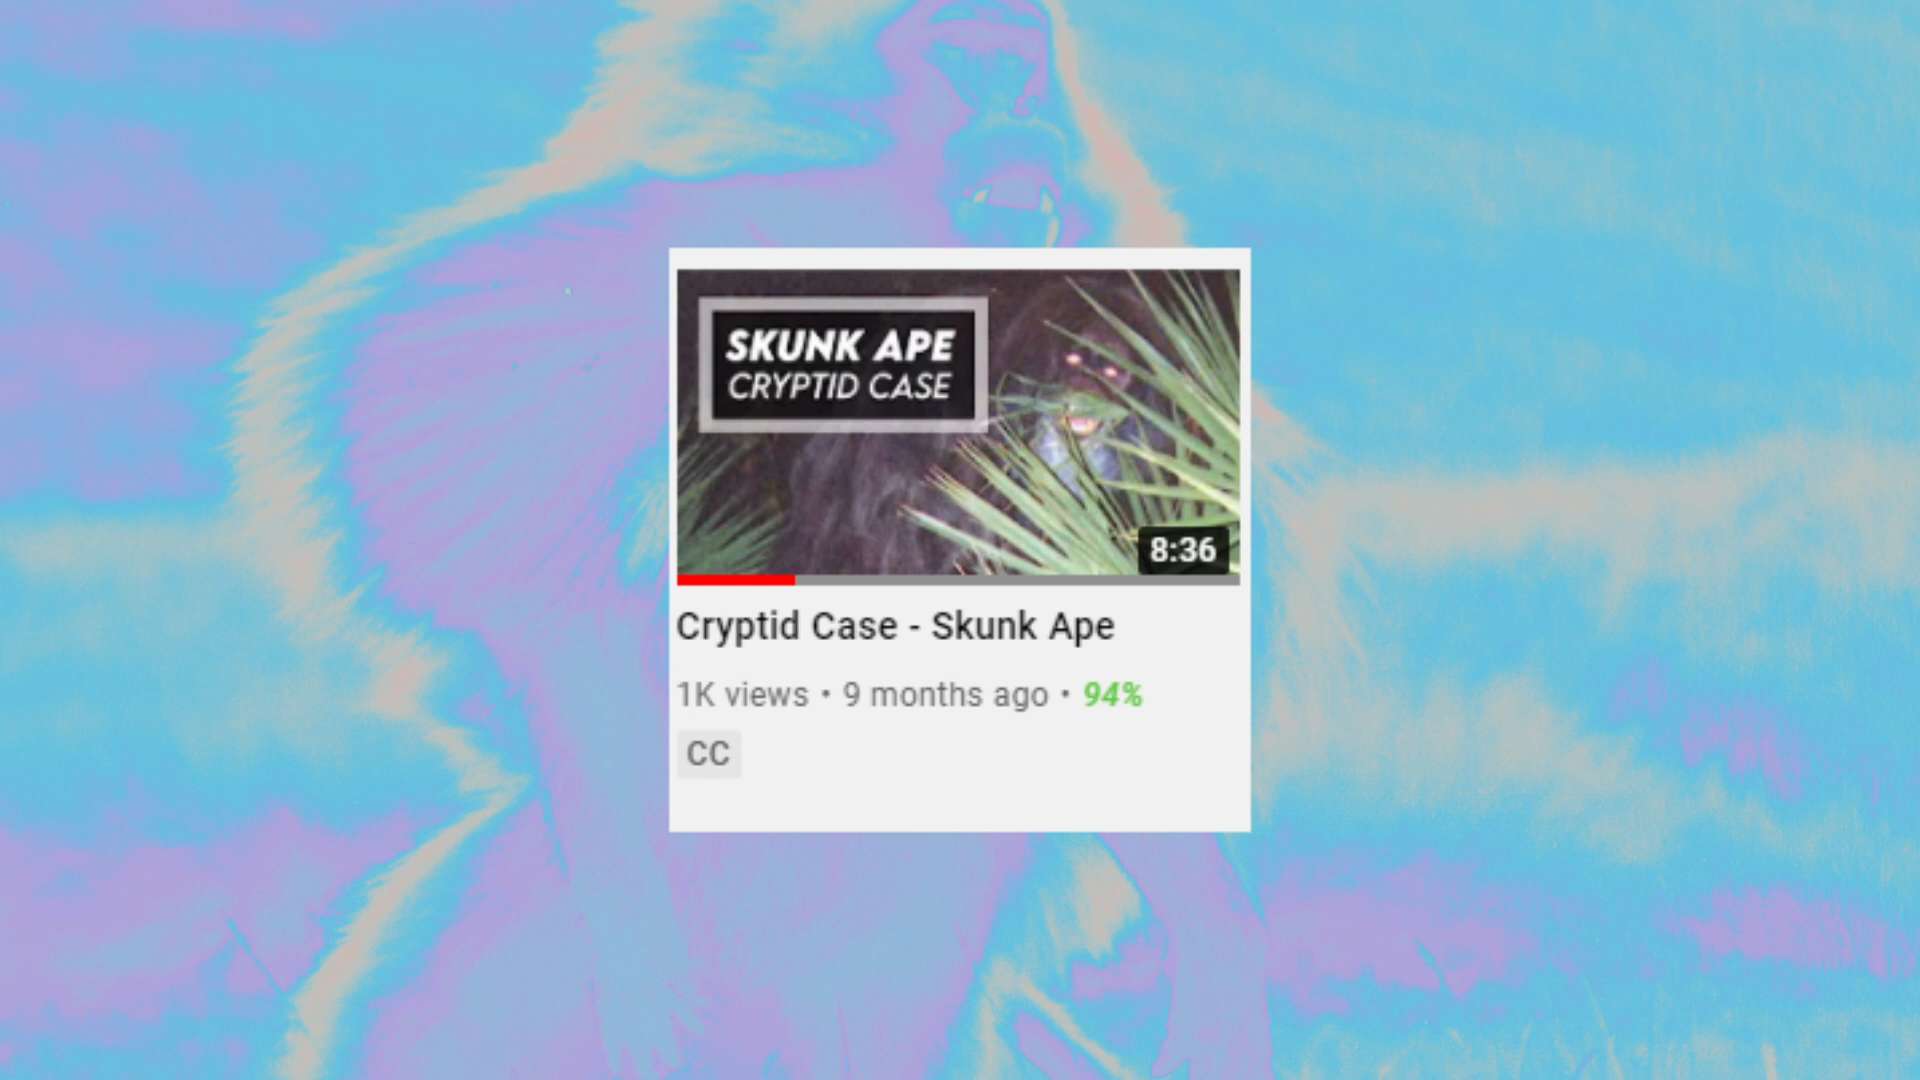 SKUNK APE
CRYPTID CASE
8:36
Cryptid Case - Skunk Ape
1K views • 9 months ago • 94%
CC